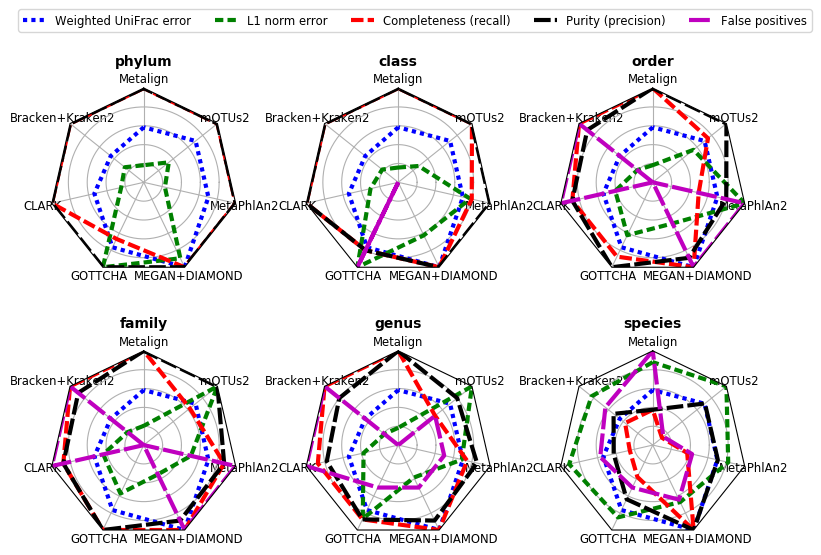 Weighted UniFrac error L1 norm error Completeness (recall) Purity (precision) False positives
phylum class order
Metalign Metalign Metalign
Bracken+Kraken2 mOTUs2 Bracken+Kraken2 mOTUs2 Bracken+Kraken2 mOTUs2
CLARK MetaPhlAn2 CLARK MetaPhlAn2 CLARK MetaPhlAn2
GOTTCHA MEGAN+DIAMOND GOTTCHA MEGAN+DIAMOND GOTTCHA MEGAN+DIAMOND
family genus species
Metalign Metalign Metalign
Bracken+Kraken2 mOTUs2 Bracken+Kraken2 mOTUs2 Bracken+Kraken2 mOTUs2
CLARK MetaPhlAn2 CLARK MetaPhlAn2 CLARK MetaPhlAn2
GOTTCHA MEGAN+DIAMOND GOTTCHA MEGAN+DIAMOND GOTTCHA MEGAN+DIAMOND